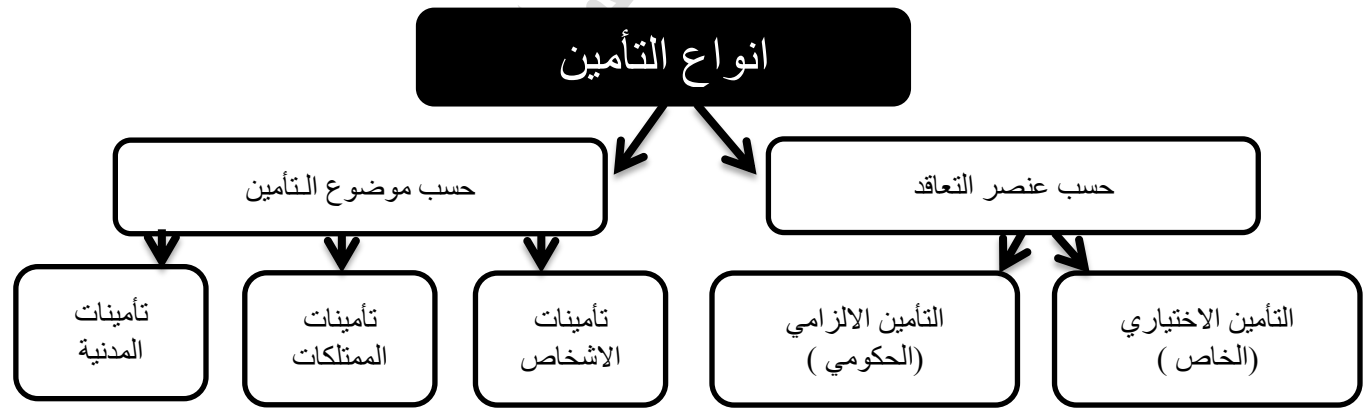 انواع التأمين
حسب عنصر التعاقد
حسب موضوع التأمين
التأمين الاختياري
(الخاص )
التأمين الالزامي
(الحكومي )
تأمينات
الاشخاص
تأمينات
الممتلكات
تأمينات
المدنية